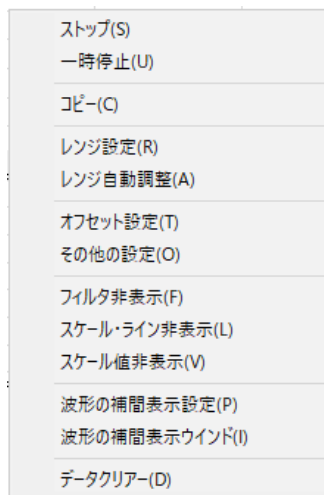 ストップ(S)
一時停止(U)
コピー(C)
レンジ設定(R)
レンジ自動調整(A)
オフセット設定(T)
その他の設定(O)
フィルタ非表示(F)
スケール・ライン非表示(L)
スケール値非表示(V)
波形の補間表示設定(P)
波形の補間表示ウインド(I)
データクリアー(D)